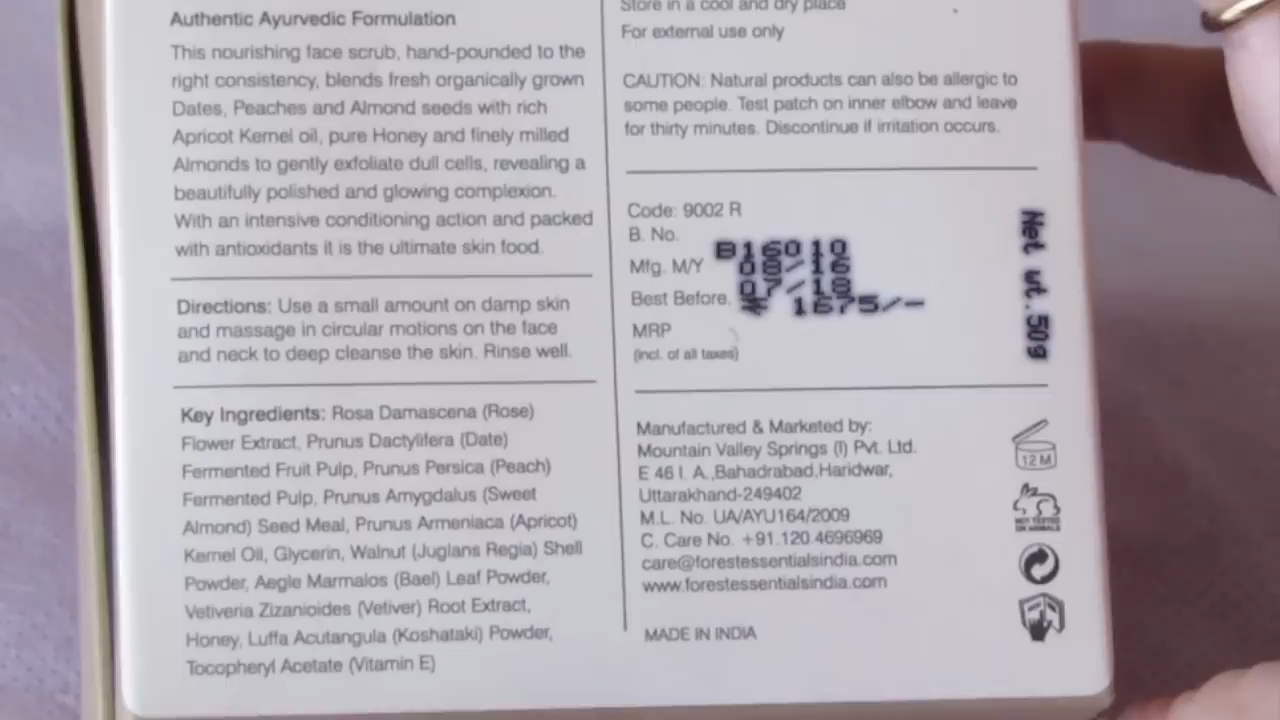 Authentic Ayurvedic Formulation
This nourishing face scrub, hand-pounded to the
right consistency, blends fresh organically grown
Dates, Peaches and Almond seeds with rich
Apricot Kernel oil, pure Honey and finely milled
Almonds to gently exfoliate dull cells, revealing a
beautifully polished and glowing complexion.
With an intensive conditioning action and packed
with antioxidants it is the ultimate skin food.
Directions: Use a small amount on damp skin
and massage in circular motions on the face
and neck to deep cleanse the skin. Rinse well.
Key Ingredients: Rosa Damascena (Rose)
Flower Extract, Prunus Dactylifera (Date)
Fermented Fruit Pulp, Prunus Persica (Peach)
Fermented Pulp, Prunus Amygdalus (Sweet
Almond) Seed Meal, Prunus Armeniaca (Apricot)
Kernel Oil, Glycerin, Walnut (Juglans Regia) Shell
Powder, Aegle Marmalos (Bael) Leaf Powder,
Vetiveria Zizanioides (Vetiver) Root Extract,
Honey, Luffa Acutangula (Koshataki) Powder,
Tocopheryl Acetate (Vitamin E)
Store in a cool and dry place
For external use only
CAUTION: Natural products can also be allergic to
some people. Test patch on inner elbow and leave
for thirty minutes. Discontinue if irritation occurs.
Code: 9002 R
B. No. B16010
Mfg. M/Y 08/16
Best Before. 07/18
MRP 1675/-
(incl. of all taxes)
Net wt.50g
Manufactured & Marketed by:
Mountain Valley Springs (I) Pvt. Ltd.
E 46 I. A.,Bahadrabad,Haridwar,
Uttarakhand-249402
M.L. No. UA/AYU164/2009
C. Care No. +91.120.4696969
care@forestessentialsindia.com
www.forestessentialsindia.com
MADE IN INDIA
12 M
NOT TESTED
ON ANIMALS